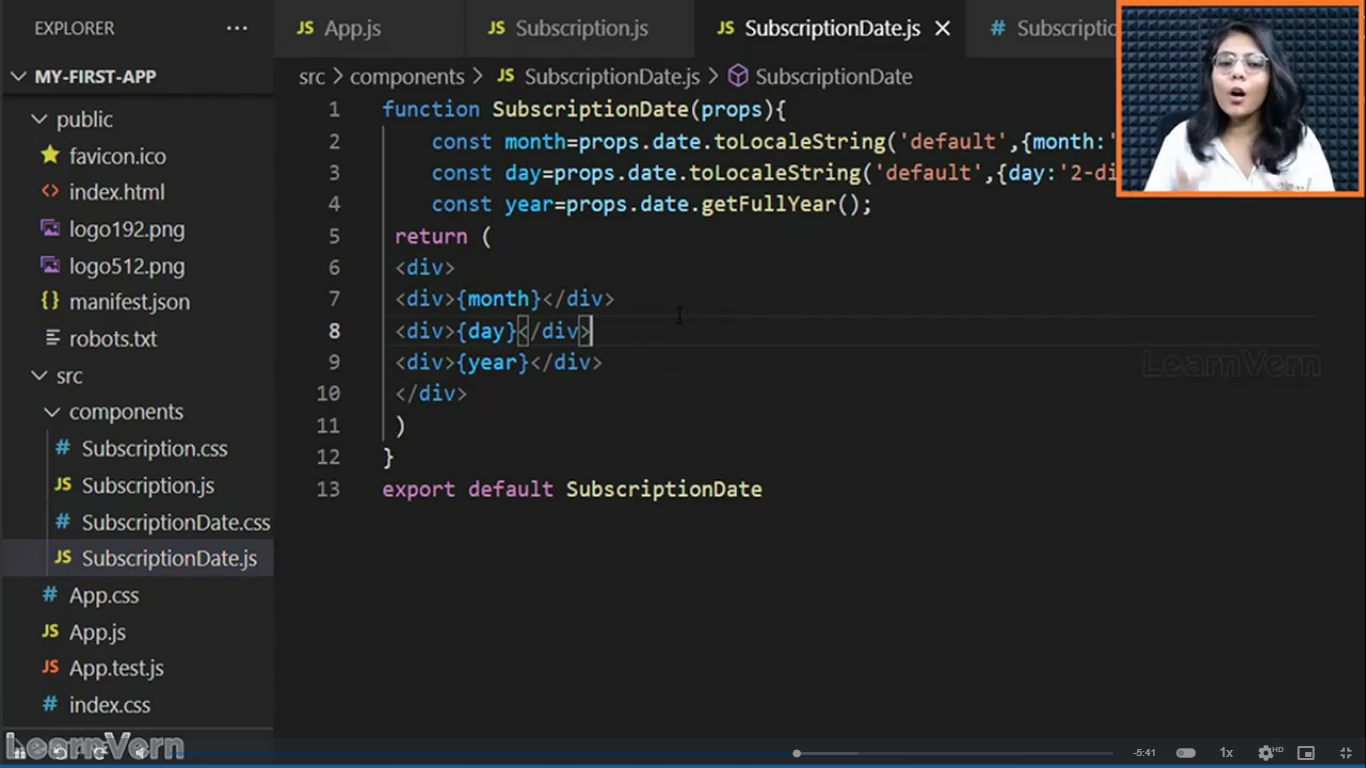 EXPLORER ...
MY-FIRST-APP
public
favicon.ico
index.html
logo192.png
logo512.png
manifest.json
robots.txt
src
components
Subscription.css
Subscription.js
SubscriptionDate.css
SubscriptionDate.js
App.css
App.js
App.test.js
index.css
JS App.js
JS Subscription.js
JS SubscriptionDate.js
# Subscriptio
src > components > JS SubscriptionDate.js > SubscriptionDate
1 function SubscriptionDate(props){
2 const month=props.date.toLocaleString('default',{month:'
3 const day=props.date.toLocaleString('default',{day:'2-di
4 const year=props.date.getFullYear();
5 return (
6 <div>
7 <div>{month}</div>
8 <div>{day}</div>
9 <div>{year}</div>
10 </div>
11 )
12 }
13 export default SubscriptionDate
LearnVern
LearnVern
-5:41
1x
HD